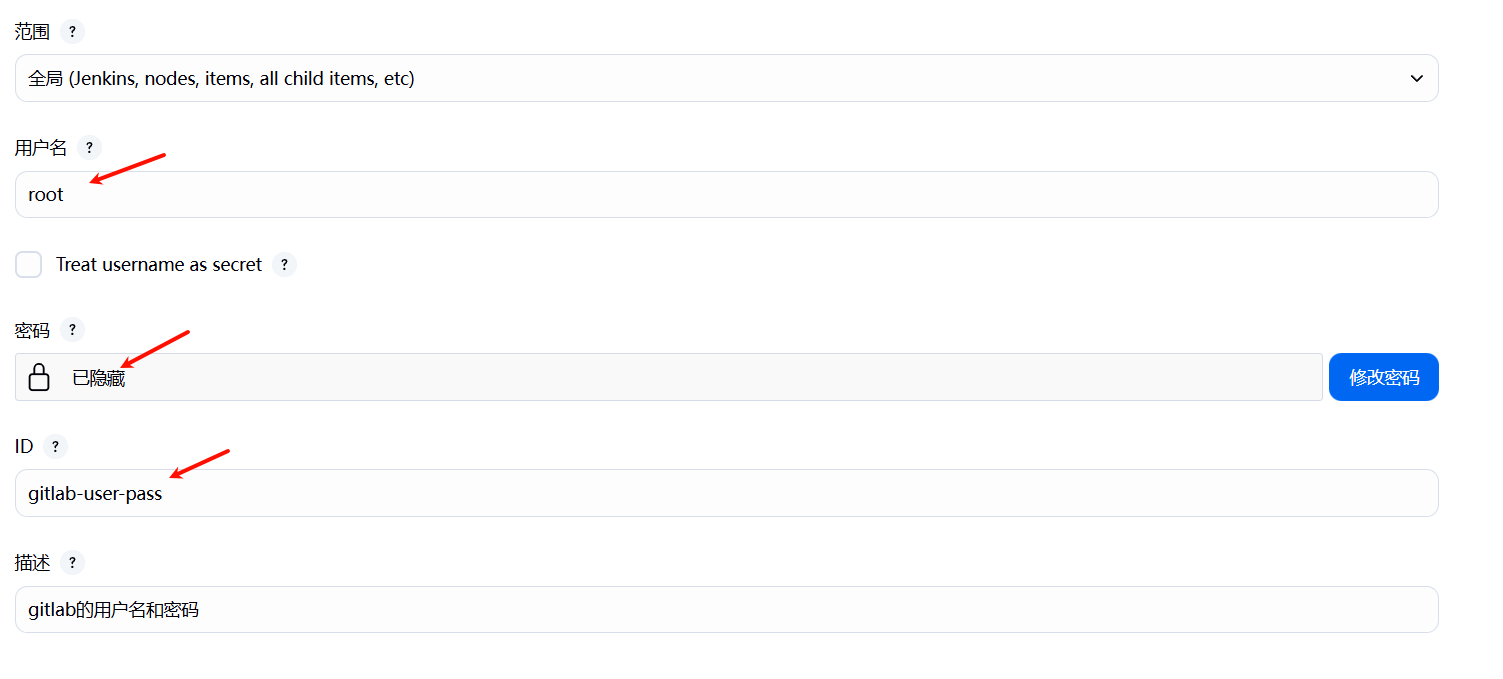 范围 ?
全局 (Jenkins, nodes, items, all child items, etc)
用户名 ?
root
Treat username as secret ?
密码 ?
已隐藏 修改密码
ID ?
gitlab-user-pass
描述 ?
gitlab的用户名和密码